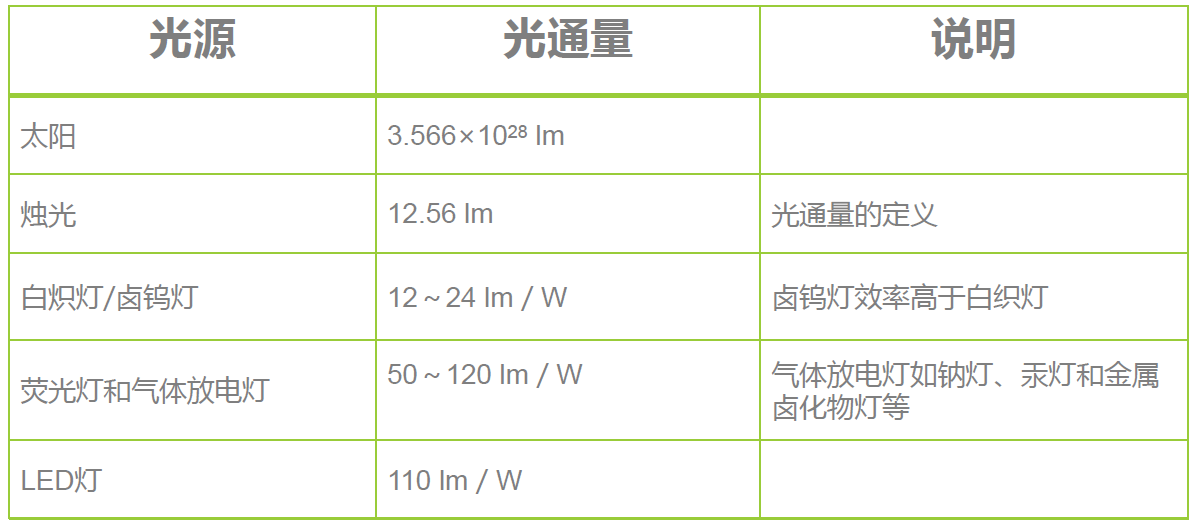 光源 光通量 说明
太阳 3.566×10²⁸ lm
烛光 12.56 lm 光通量的定义
白炽灯/卤钨灯 12～24 lm / W 卤钨灯效率高于白织灯
荧光灯和气体放电灯 50～120 lm / W 气体放电灯如钠灯、汞灯和金属
卤化物灯等
LED灯 110 lm / W